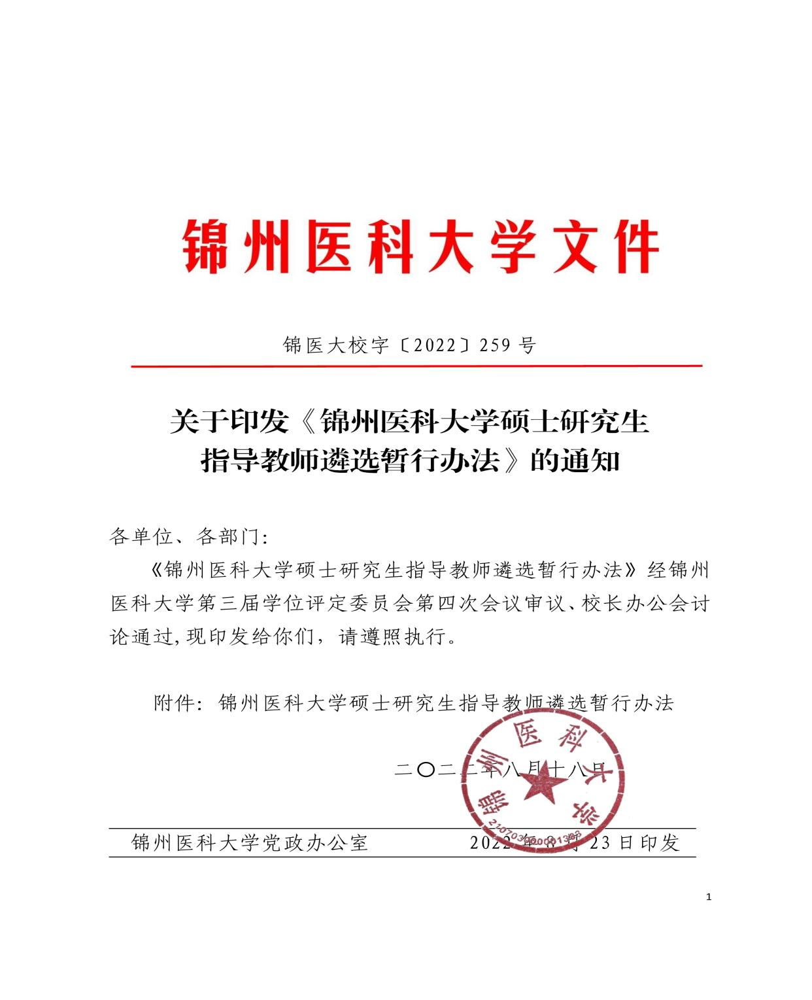 锦州医科大学文件
锦医大校字〔2022〕259 号
关于印发《锦州医科大学硕士研究生
指导教师遴选暂行办法》的通知
各单位、各部门：
《锦州医科大学硕士研究生指导教师遴选暂行办法》经锦州
医科大学第三届学位评定委员会第四次会议审议、校长办公会讨
论通过，现印发给你们，请遵照执行。
附件：锦州医科大学硕士研究生指导教师遴选暂行办法
二〇二二年八月十八日
锦州医科大学
锦州医科大学党政办公室 2022 年 8 月 23 日印发
1